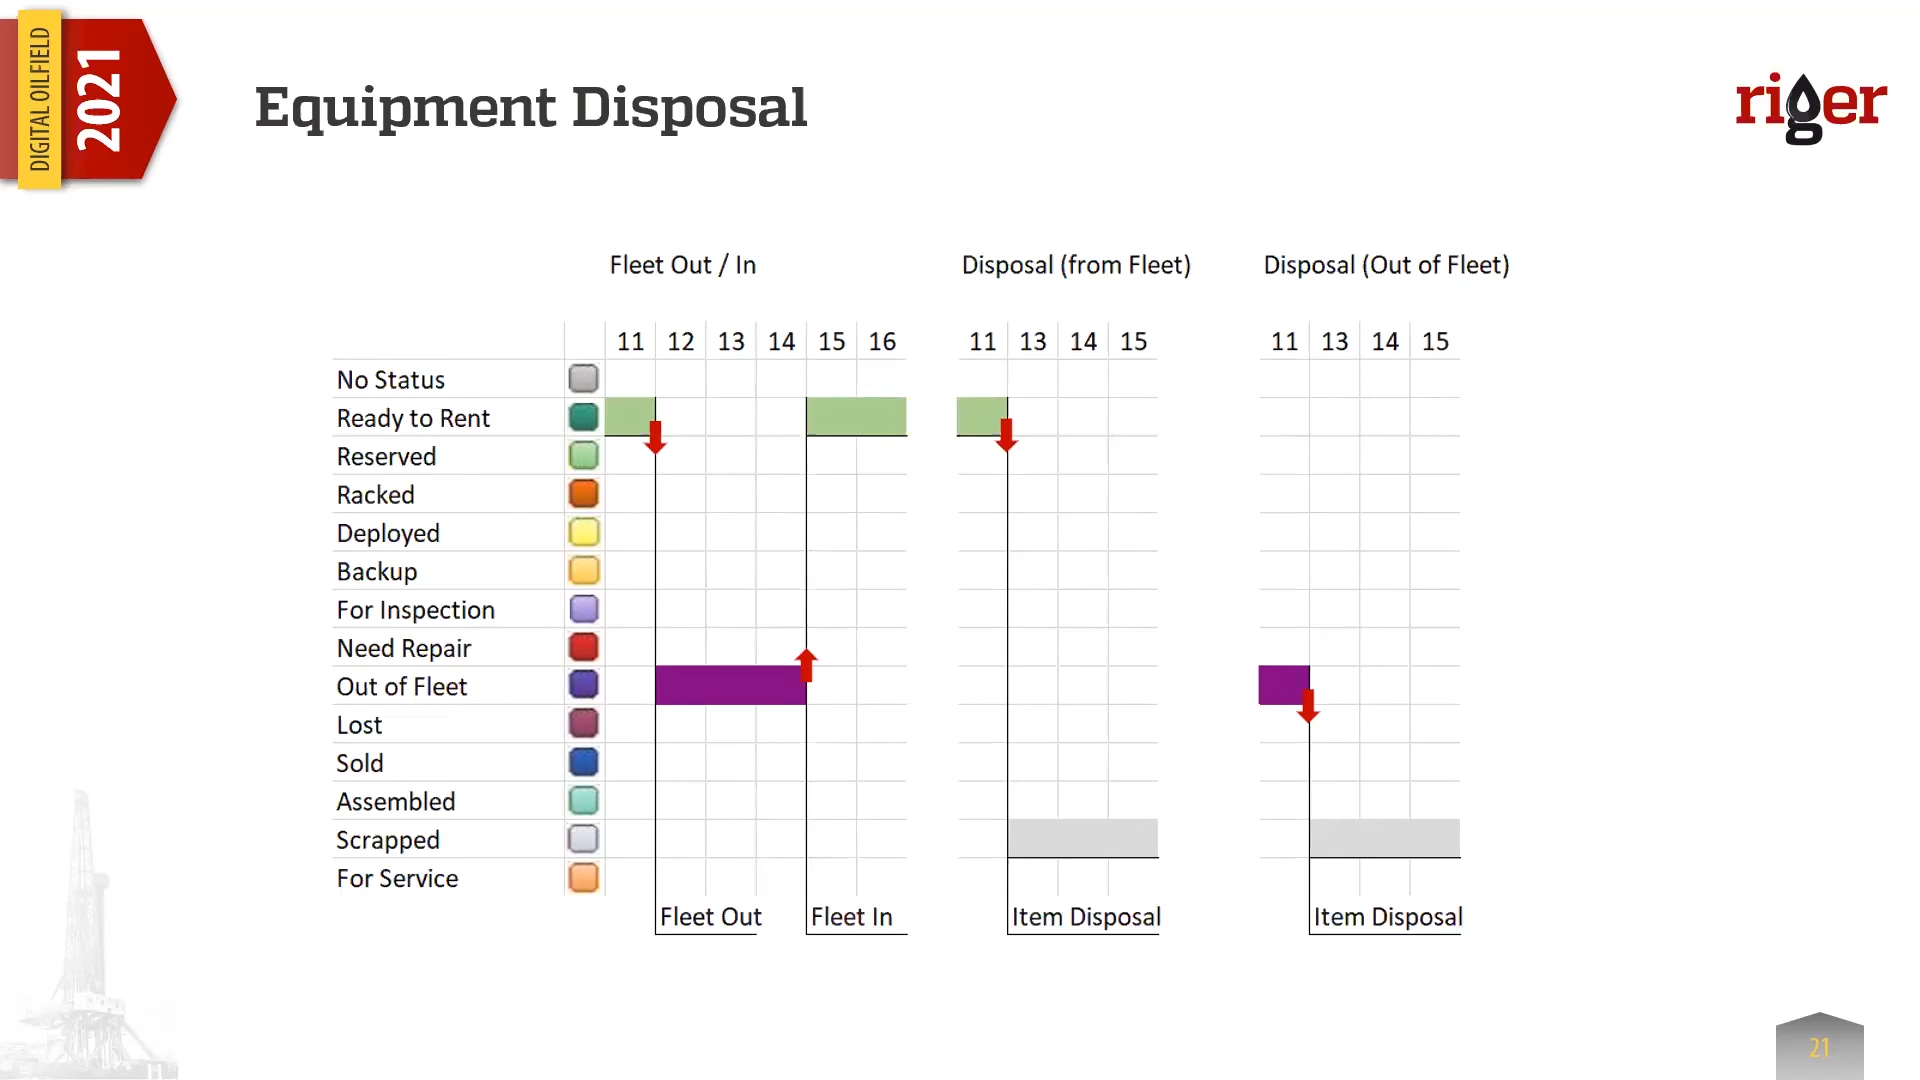 DIGITAL OILFIELD
2021
Equipment Disposal
riger
Fleet Out / In
Disposal (from Fleet)
Disposal (Out of Fleet)
11 12 13 14 15 16
11 13 14 15
11 13 14 15
No Status
Ready to Rent
Reserved
Racked
Deployed
Backup
For Inspection
Need Repair
Out of Fleet
Lost
Sold
Assembled
Scrapped
For Service
Fleet Out
Fleet In
Item Disposal
Item Disposal
21